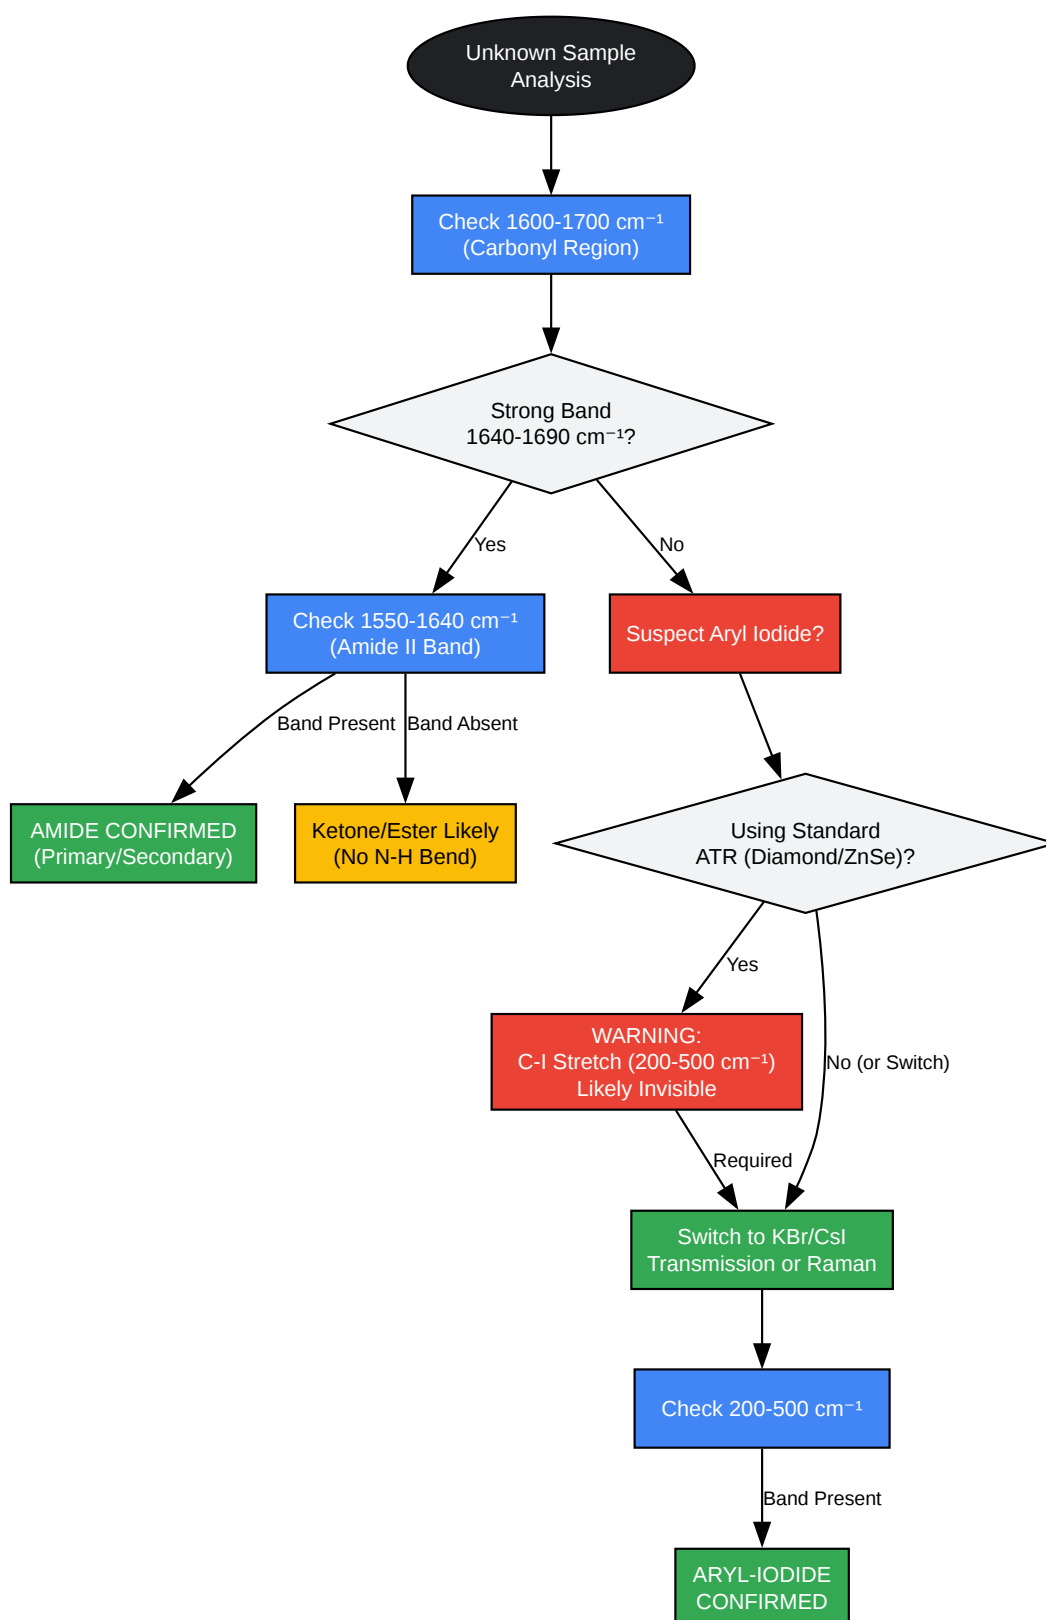 Unknown Sample
Analysis
Check 1600-1700 cm⁻¹
(Carbonyl Region)
Strong Band
1640-1690 cm⁻¹?
Yes
No
Check 1550-1640 cm⁻¹
(Amide II Band)
Suspect Aryl Iodide?
Band Present
Band Absent
AMIDE CONFIRMED
(Primary/Secondary)
Ketone/Ester Likely
(No N-H Bend)
Using Standard
ATR (Diamond/ZnSe)?
Yes
WARNING:
C-I Stretch (200-500 cm⁻¹)
Likely Invisible
No (or Switch)
Required
Switch to KBr/CsI
Transmission or Raman
Check 200-500 cm⁻¹
Band Present
ARYL-IODIDE
CONFIRMED